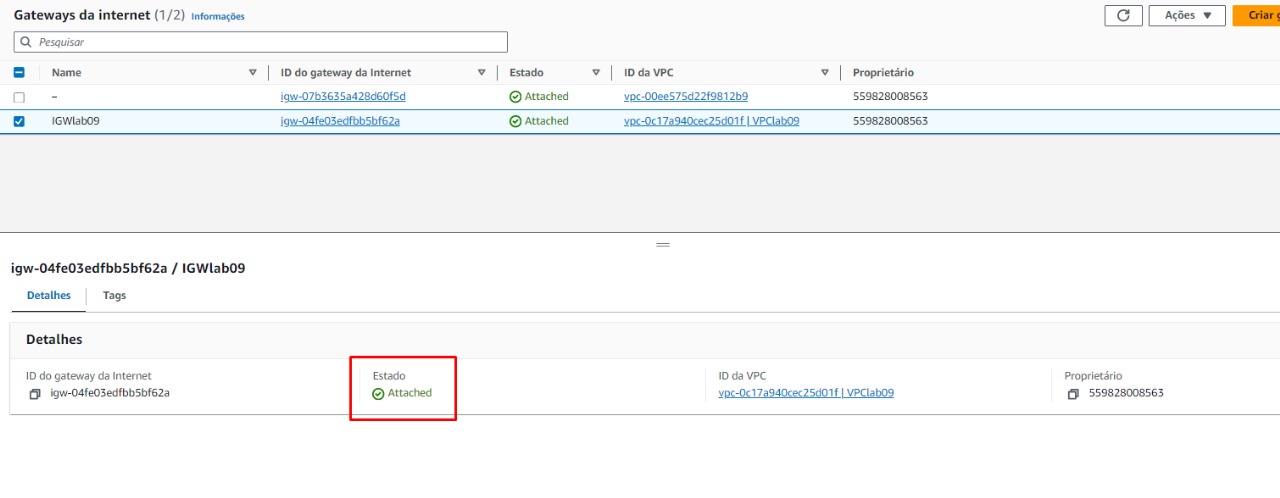 Gateways da internet (1/2) Informações
Ações
Criar g
Pesquisar
Name ID do gateway da Internet Estado ID da VPC Proprietário
– igw-07b3635a428d60f5d Attached vpc-00ee575d22f9812b9 559828008563
IGWlab09 igw-04fe03edfbb5bf62a Attached vpc-0c17a940cec25d01f | VPClab09 559828008563
igw-04fe03edfbb5bf62a / IGWlab09
Detalhes Tags
Detalhes
ID do gateway da Internet Estado ID da VPC Proprietário
igw-04fe03edfbb5bf62a Attached vpc-0c17a940cec25d01f | VPClab09 559828008563